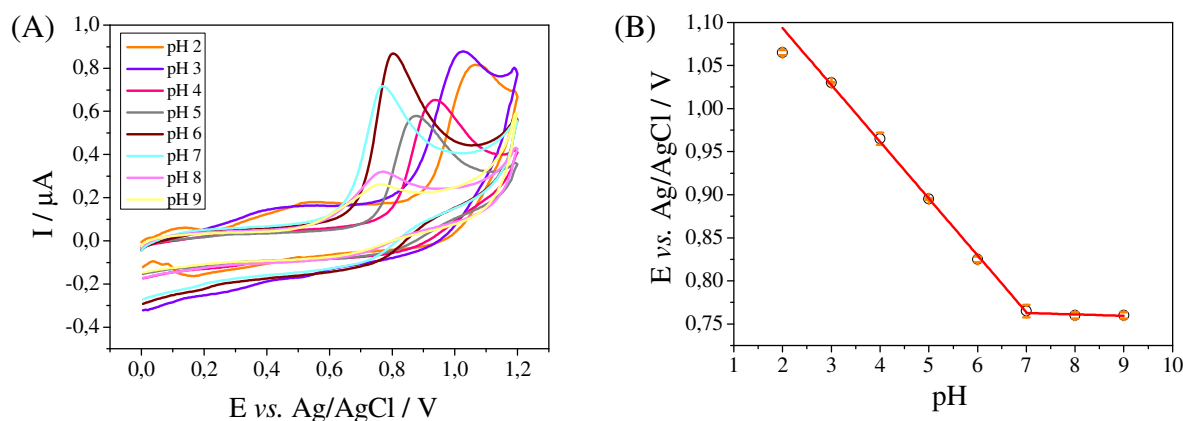 (A)
1,0
0,8
0,6
0,4
0,2
0,0
-0,2
-0,4
I / µA
pH 2
pH 3
pH 4
pH 5
pH 6
pH 7
pH 8
pH 9
0,0 0,2 0,4 0,6 0,8 1,0 1,2
E vs. Ag/AgCl / V
(B)
1,10
1,05
1,00
0,95
0,90
0,85
0,80
0,75
E vs. Ag/AgCl / V
1 2 3 4 5 6 7 8 9 10
pH